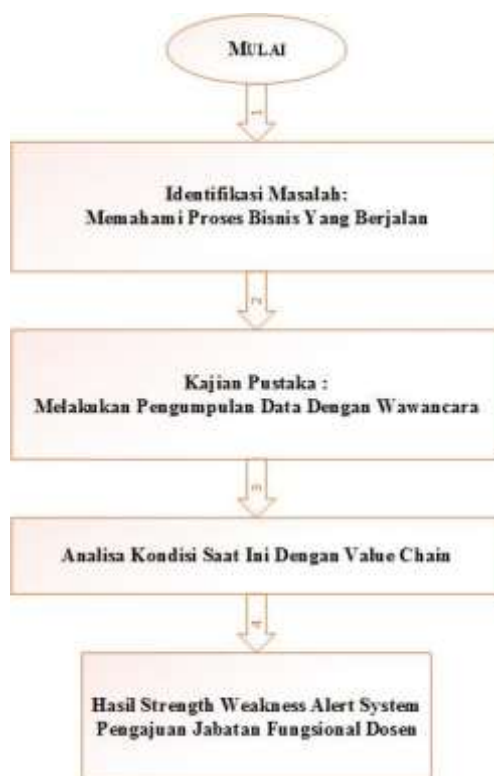 MULAI
1
Identifikasi Masalah:
Memahami Proses Bisnis Yang Berjalan
2
Kajian Pustaka :
Melakukan Pengumpulan Data Dengan Wawancara
3
Analisa Kondisi Saat Ini Dengan Value Chain
4
Hasil Strength Weakness Alert System
Pengajuan Jabatan Fungsional Dosen